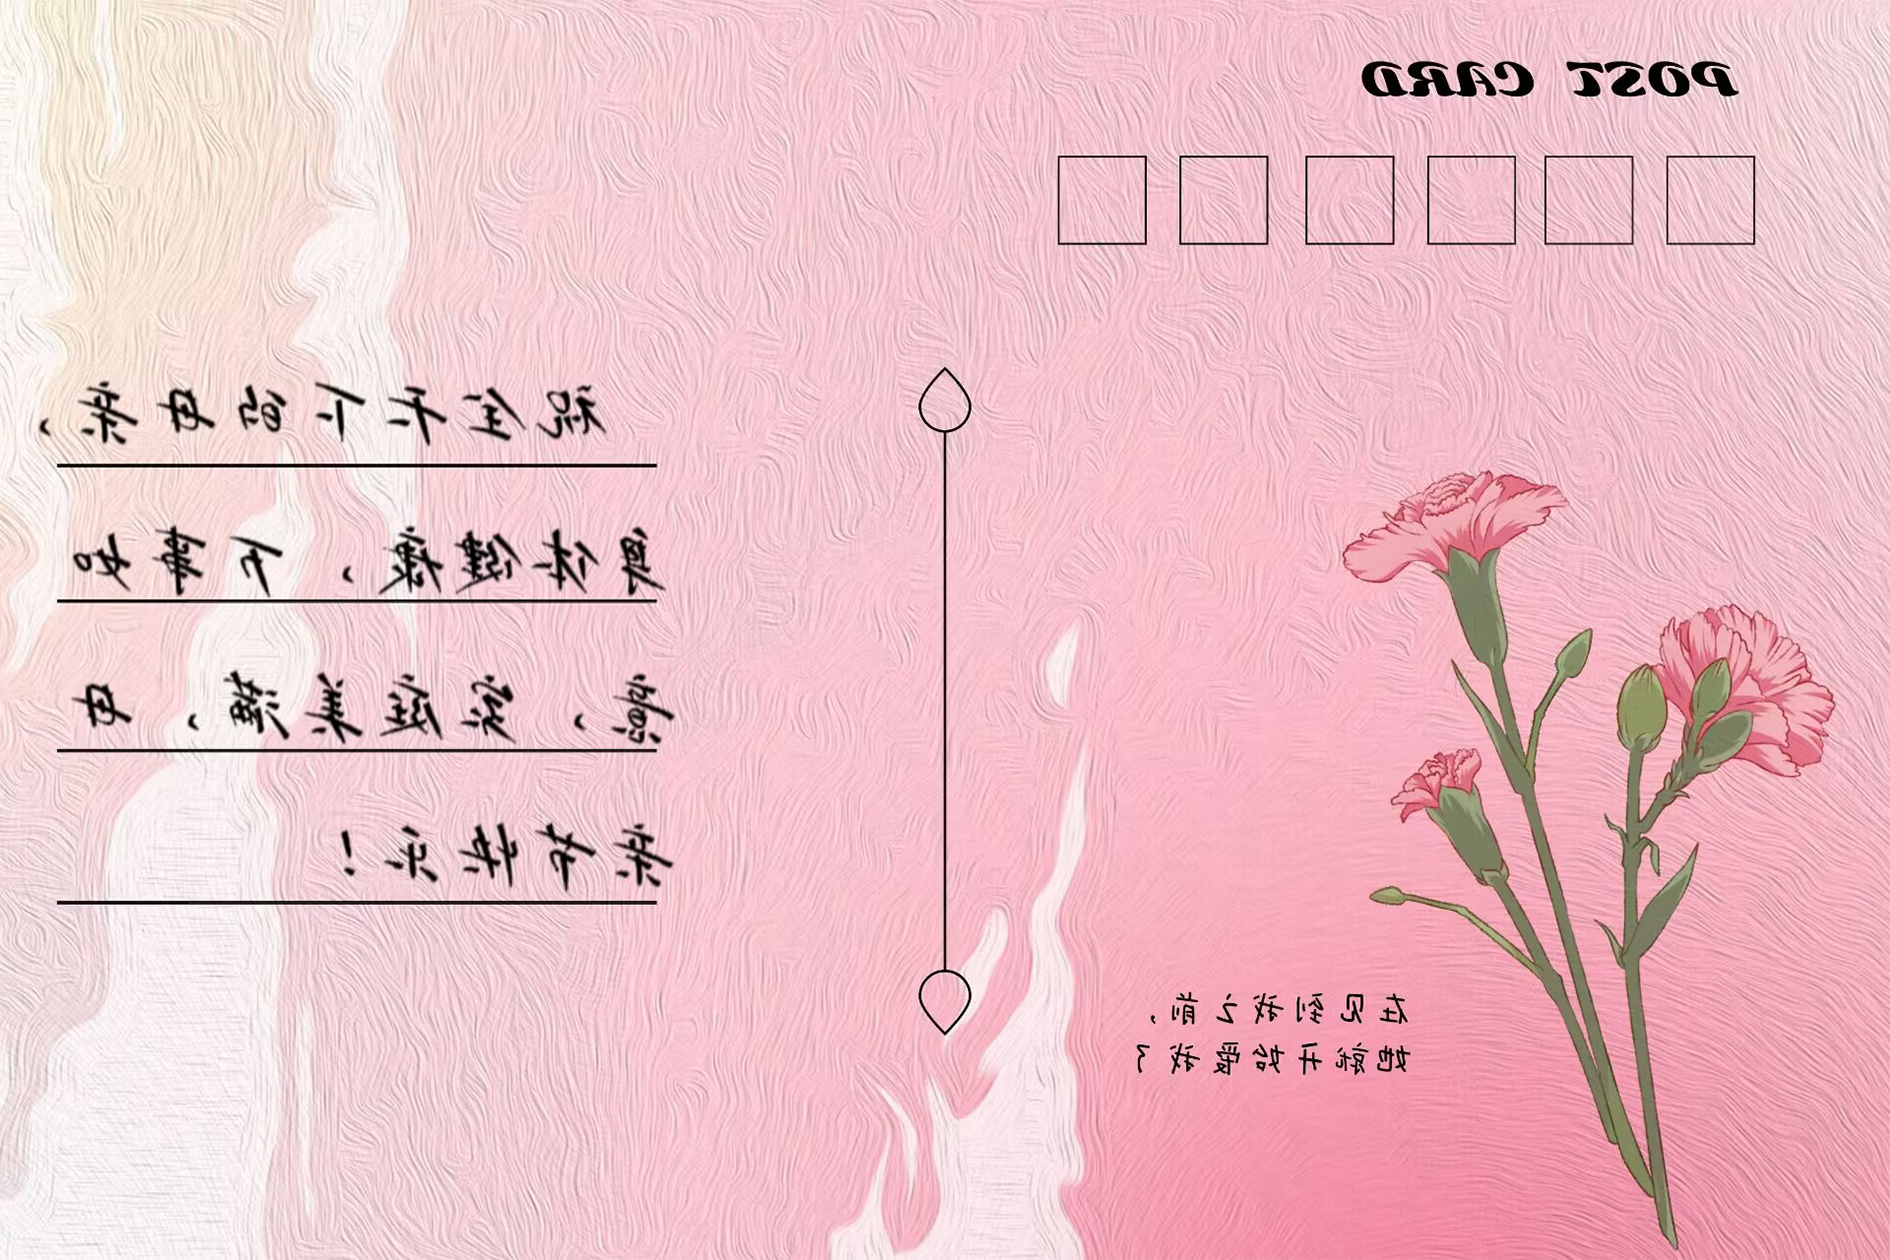 POST CARD
祝全天下的母亲，
身体健康，万事如
意，家庭美满，母
亲节快乐！
在见到我之前，
她就开始爱我了